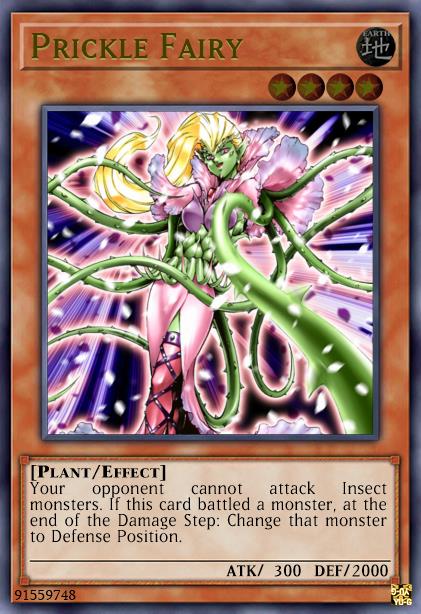 Prickle Fairy
EARTH
地
[Plant/Effect]
Your opponent cannot attack Insect
monsters. If this card battled a monster, at the
end of the Damage Step: Change that monster
to Defense Position.
ATK/ 300 DEF/2000
91559748